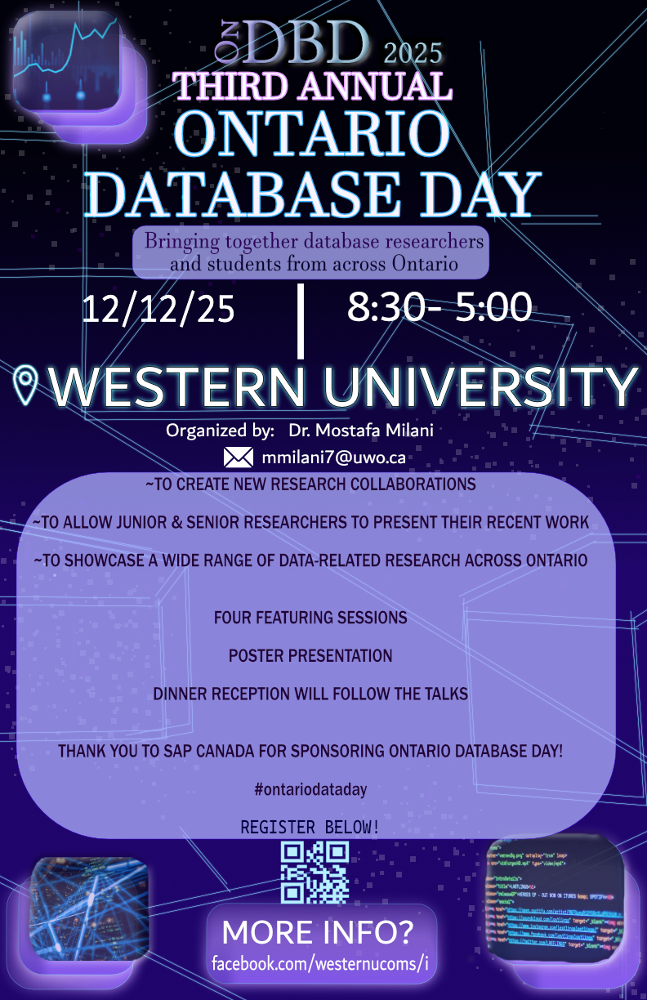 ON DBD 2025
THIRD ANNUAL
ONTARIO
DATABASE DAY
Bringing together database researchers
and students from across Ontario
12/12/25
8:30- 5:00
WESTERN UNIVERSITY
Organized by: Dr. Mostafa Milani
mmilani7@uwo.ca
~TO CREATE NEW RESEARCH COLLABORATIONS
~TO ALLOW JUNIOR & SENIOR RESEARCHERS TO PRESENT THEIR RECENT WORK
~TO SHOWCASE A WIDE RANGE OF DATA-RELATED RESEARCH ACROSS ONTARIO
FOUR FEATURING SESSIONS
POSTER PRESENTATION
DINNER RECEPTION WILL FOLLOW THE TALKS
THANK YOU TO SAP CANADA FOR SPONSORING ONTARIO DATABASE DAY!
#ontariodataday
REGISTER BELOW!
MORE INFO?
facebook.com/westernucoms/i